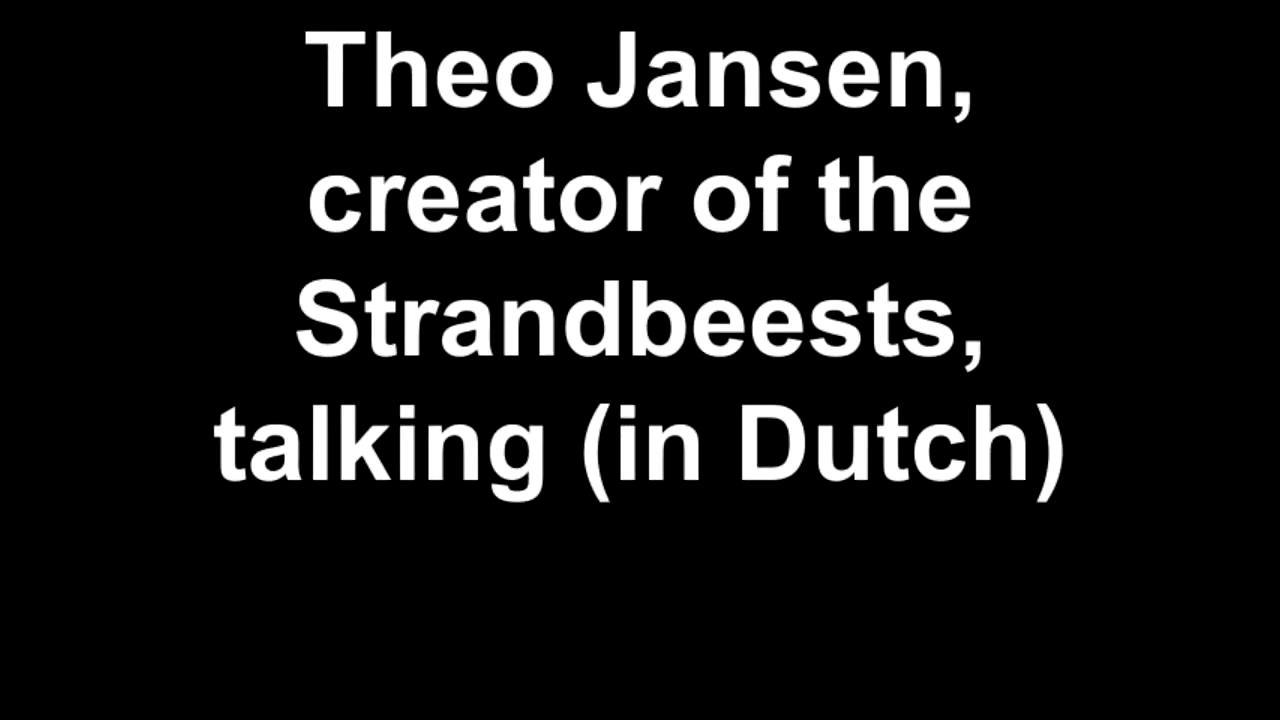 Theo Jansen,
creator of the
Strandbeests,
talking (in Dutch)